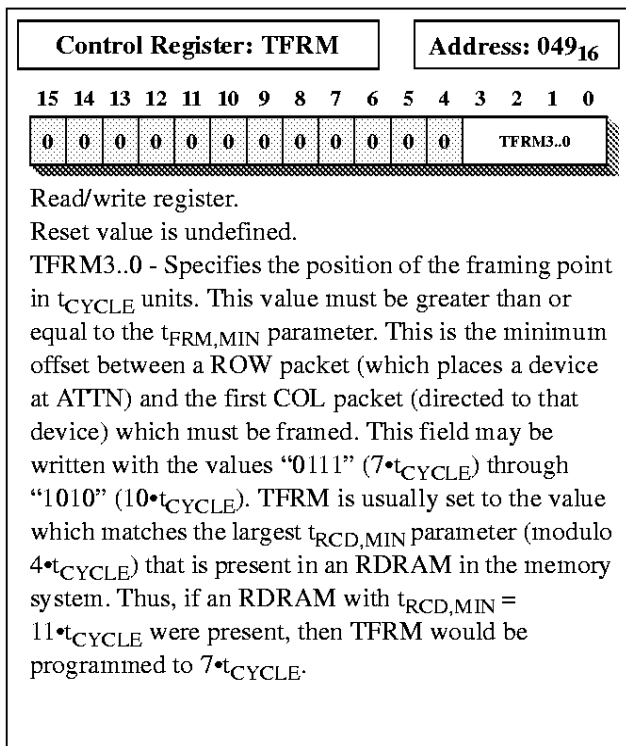 Control Register: TFRM
Address: 049₁₆
15 14 13 12 11 10 9 8 7 6 5 4 3 2 1 0
0 0 0 0 0 0 0 0 0 0 0 0 TFRM3..0
Read/write register.
Reset value is undefined.
TFRM3..0 - Specifies the position of the framing point
in tCYCLE units. This value must be greater than or
equal to the tFRM,MIN parameter. This is the minimum
offset between a ROW packet (which places a device
at ATTN) and the first COL packet (directed to that
device) which must be framed. This field may be
written with the values “0111” (7•tCYCLE) through
“1010” (10•tCYCLE). TFRM is usually set to the value
which matches the largest tRCD,MIN parameter (modulo
4•tCYCLE) that is present in an RDRAM in the memory
system. Thus, if an RDRAM with tRCD,MIN =
11•tCYCLE were present, then TFRM would be
programmed to 7•tCYCLE.